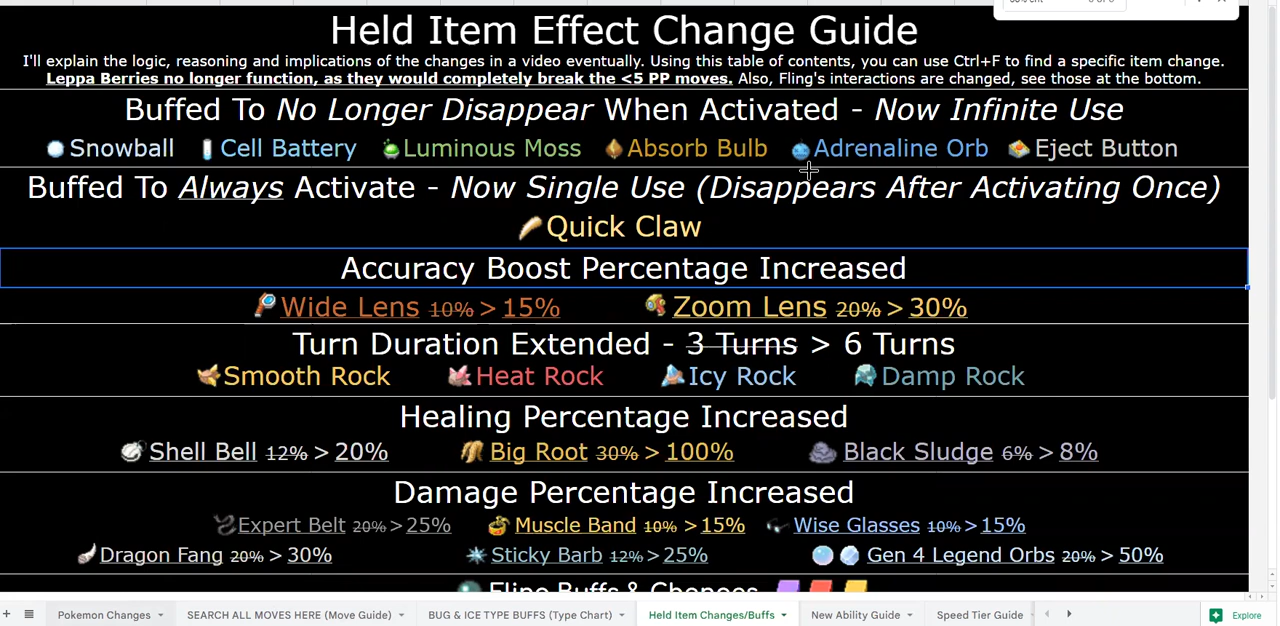 Held Item Effect Change Guide
I'll explain the logic, reasoning and implications of the changes in a video eventually. Using this table of contents, you can use Ctrl+F to find a specific item change.
Leppa Berries no longer function, as they would completely break the <5 PP moves. Also, Fling's interactions are changed, see those at the bottom.
Buffed To No Longer Disappear When Activated - Now Infinite Use
Snowball Cell Battery Luminous Moss Absorb Bulb Adrenaline Orb Eject Button
Buffed To Always Activate - Now Single Use (Disappears After Activating Once)
Quick Claw
Accuracy Boost Percentage Increased
Wide Lens 10% > 15% Zoom Lens 20% > 30%
Turn Duration Extended - 3 Turns > 6 Turns
Smooth Rock Heat Rock Icy Rock Damp Rock
Healing Percentage Increased
Shell Bell 12% > 20% Big Root 30% > 100% Black Sludge 6% > 8%
Damage Percentage Increased
Expert Belt 20% > 25% Muscle Band 10% > 15% Wise Glasses 10% > 15%
Dragon Fang 20% > 30% Sticky Barb 12% > 25% Gen 4 Legend Orbs 20% > 50%
Fling Buffs & Changes
Pokemon Changes SEARCH ALL MOVES HERE (Move Guide) BUG & ICE TYPE BUFFS (Type Chart) Held Item Changes/Buffs New Ability Guide Speed Tier Guide Explore